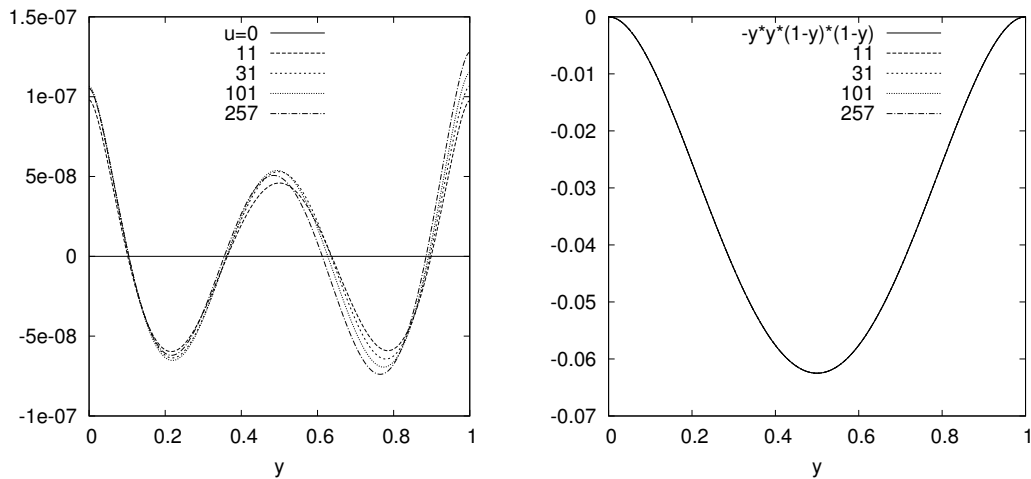 1.5e-07
1e-07
5e-08
0
-5e-08
-1e-07
u=0
11
31
101
257
0 0.2 0.4 0.6 0.8 1
y
0
-0.01
-0.02
-0.03
-0.04
-0.05
-0.06
-0.07
-y*y*(1-y)*(1-y)
11
31
101
257
0 0.2 0.4 0.6 0.8 1
y